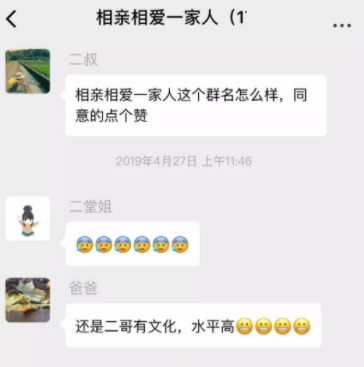 相亲相爱一家人（1
二叔
相亲相爱一家人这个群名怎么样，同
意的点个赞
2019年4月27日 上午11:46
二堂姐
😰😰😰😰😰😰
爸爸
还是二哥有文化，水平高😬😬😬😬